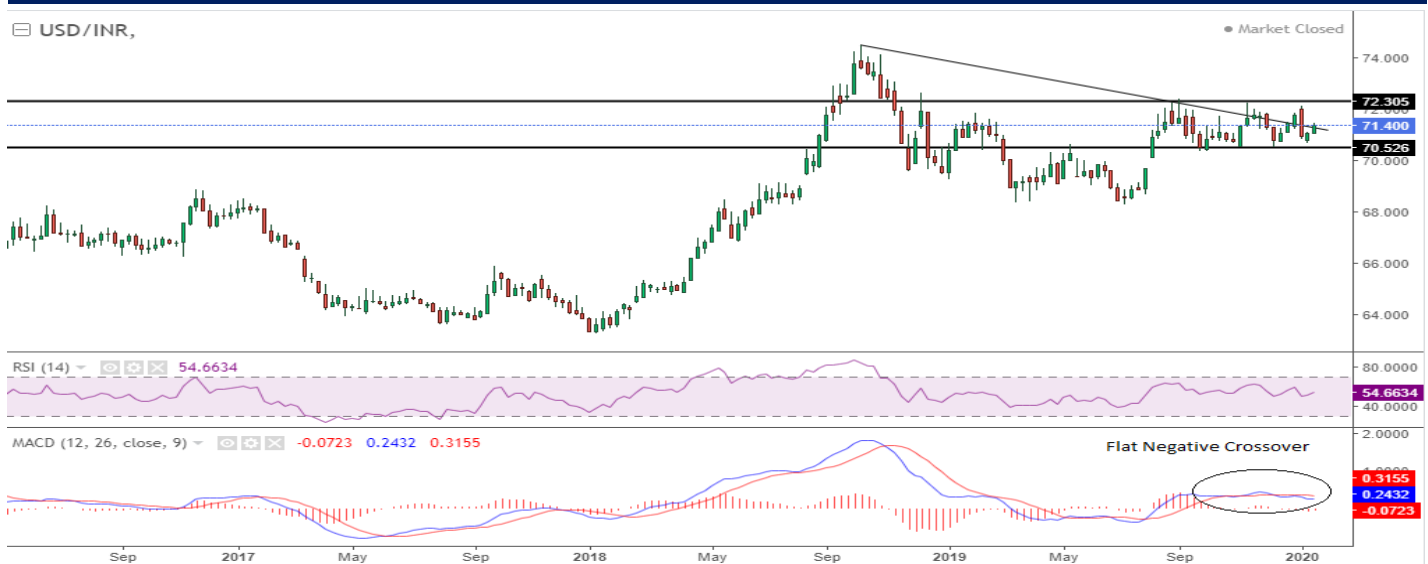 USD/INR,
Market Closed
74.000
72.305
72.000
71.400
70.526
70.000
68.000
66.000
64.000
RSI (14) 54.6634
80.0000
54.6634
40.0000
MACD (12, 26, close, 9) -0.0723 0.2432 0.3155
Flat Negative Crossover
2.0000
0.3155
0.2432
-0.0723
Sep 2017 May Sep 2018 May Sep 2019 May Sep 2020